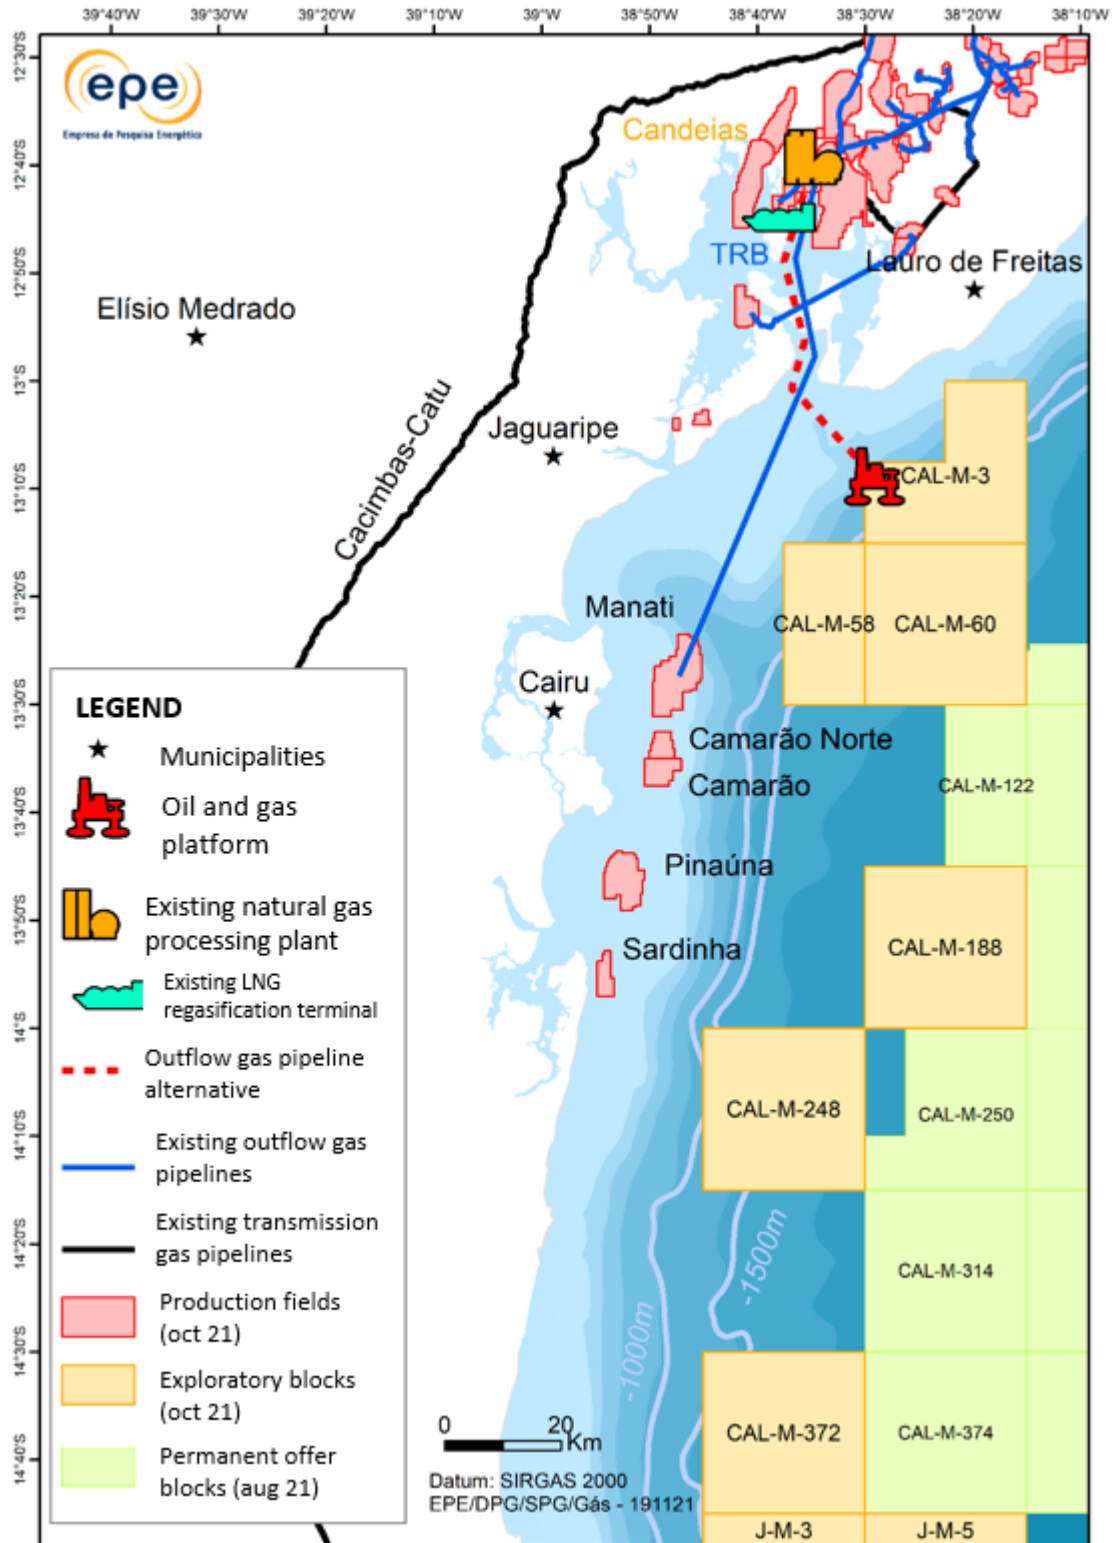 39°40'W 39°30'W 39°20'W 39°10'W 39°W 38°50'W 38°40'W 38°30'W 38°20'W 38°10'W
12°30'S
12°40'S
12°50'S
13°S
13°10'S
13°20'S
13°30'S
13°40'S
13°50'S
14°S
14°10'S
14°20'S
14°30'S
14°40'S
epe
Empresa de Pesquisa Energética
Candeias
TRB
Lauro de Freitas
Elísio Medrado
Cacimbas-Catu
Jaguaripe
CAL-M-3
Manati
CAL-M-58 CAL-M-60
Cairu
Camarão Norte
Camarão
CAL-M-122
Pinaúna
Sardinha
CAL-M-188
CAL-M-248
CAL-M-250
-1500m
CAL-M-314
-1000m
CAL-M-372
CAL-M-374
J-M-3
J-M-5
LEGEND
Municipalities
Oil and gas
platform
Existing natural gas
processing plant
Existing LNG
regasification terminal
Outflow gas pipeline
alternative
Existing outflow gas
pipelines
Existing transmission
gas pipelines
Production fields
(oct 21)
Exploratory blocks
(oct 21)
Permanent offer
blocks (aug 21)
0 20
Km
Datum: SIRGAS 2000
EPE/DPG/SPG/Gás - 191121